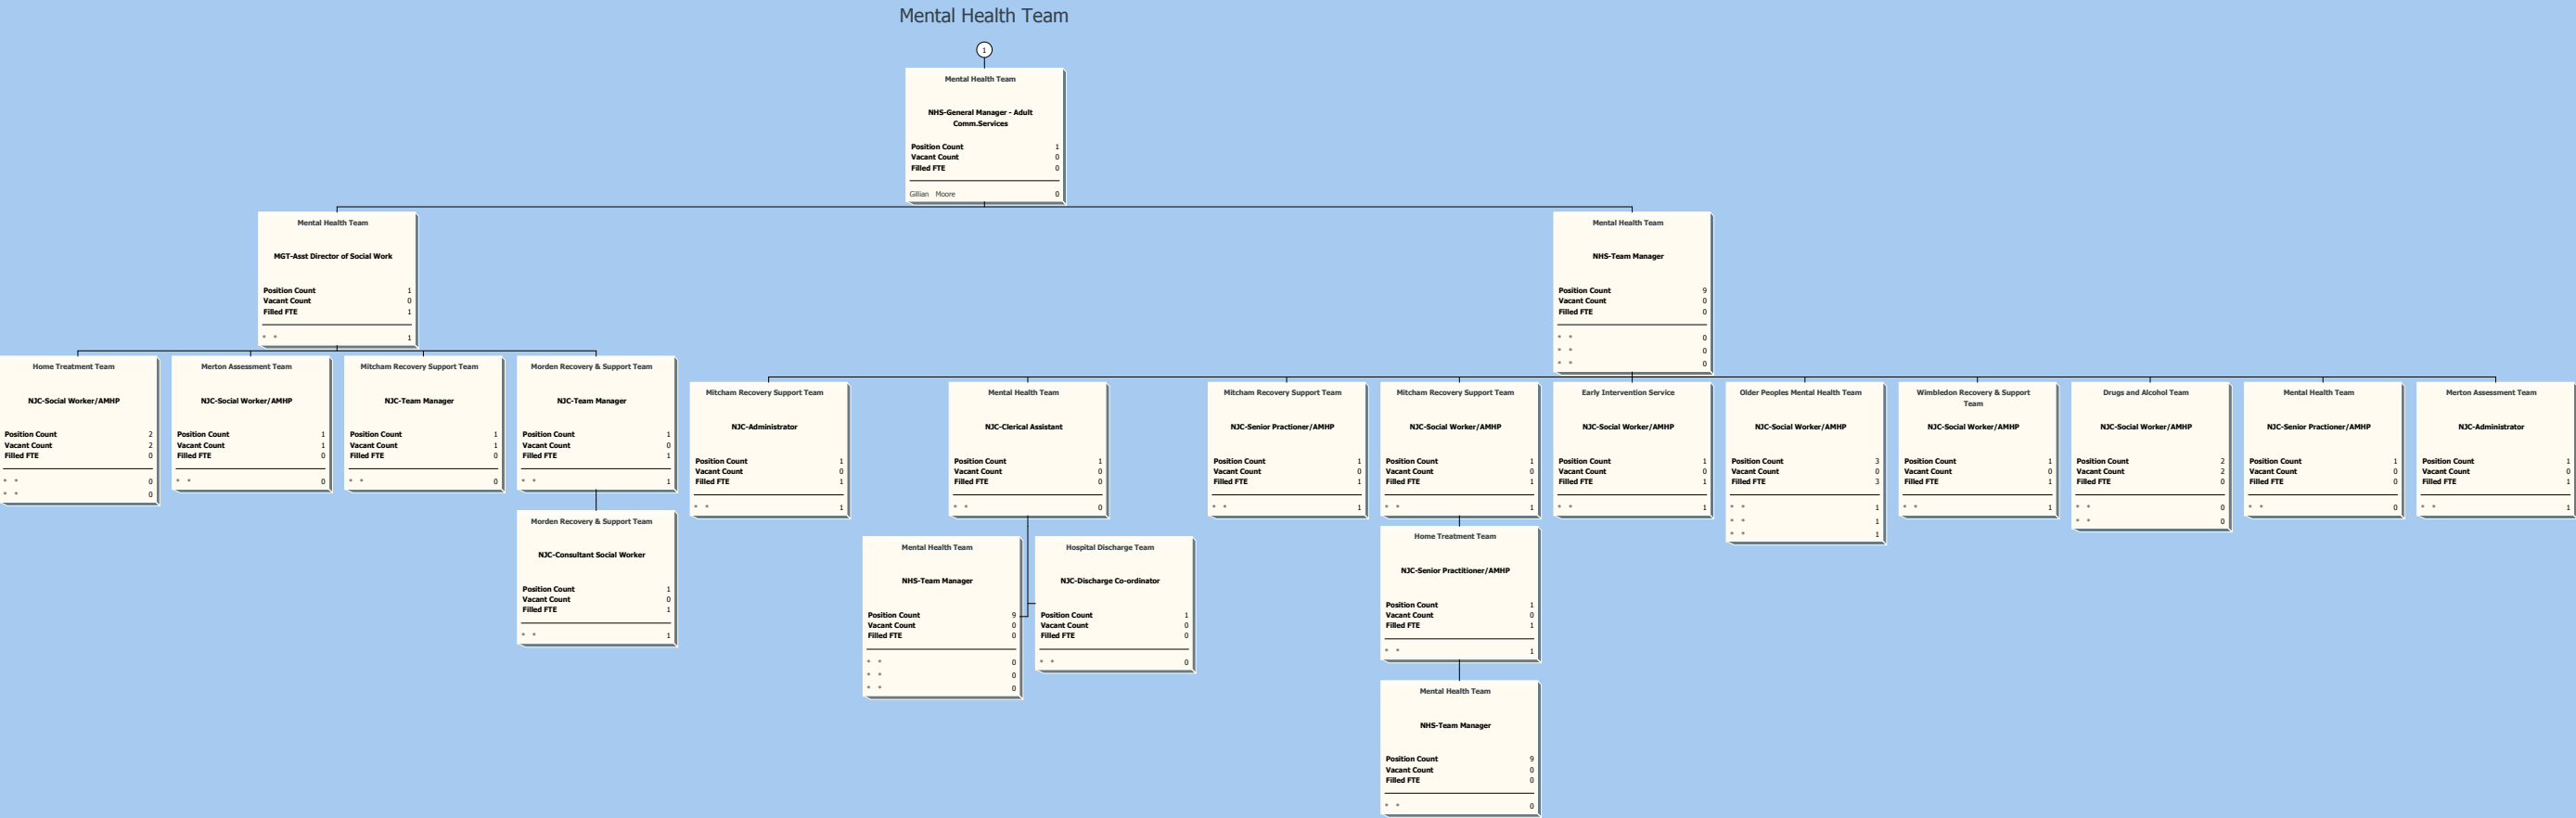 Mental Health Team
1
Mental Health Team
NHS-General Manager - Adult
Comm.Services
Position Count 1
Vacant Count 0
Filled FTE 0
Gillian Moore 0
Mental Health Team
MGT-Asst Director of Social Work
Position Count 1
Vacant Count 0
Filled FTE 1
* * 1
Mental Health Team
NHS-Team Manager
Position Count 9
Vacant Count 0
Filled FTE 0
* * 0
* * 0
* * 0
Home Treatment Team
NJC-Social Worker/AMHP
Position Count 2
Vacant Count 2
Filled FTE 0
* * 0
* * 0
Merton Assessment Team
NJC-Social Worker/AMHP
Position Count 1
Vacant Count 1
Filled FTE 0
* * 0
Mitcham Recovery Support Team
NJC-Team Manager
Position Count 1
Vacant Count 1
Filled FTE 0
* * 0
Morden Recovery & Support Team
NJC-Team Manager
Position Count 1
Vacant Count 0
Filled FTE 1
* * 1
Morden Recovery & Support Team
NJC-Consultant Social Worker
Position Count 1
Vacant Count 0
Filled FTE 1
* * 1
Mitcham Recovery Support Team
NJC-Administrator
Position Count 1
Vacant Count 0
Filled FTE 1
* * 1
Mental Health Team
NJC-Clerical Assistant
Position Count 1
Vacant Count 0
Filled FTE 0
* * 0
Mental Health Team
NHS-Team Manager
Position Count 9
Vacant Count 0
Filled FTE 0
* * 0
* * 0
* * 0
Hospital Discharge Team
NJC-Discharge Co-ordinator
Position Count 1
Vacant Count 0
Filled FTE 0
* * 0
Mitcham Recovery Support Team
NJC-Senior Practioner/AMHP
Position Count 1
Vacant Count 0
Filled FTE 1
* * 1
Mitcham Recovery Support Team
NJC-Social Worker/AMHP
Position Count 1
Vacant Count 0
Filled FTE 1
* * 1
Home Treatment Team
NJC-Senior Practitioner/AMHP
Position Count 1
Vacant Count 0
Filled FTE 1
* * 1
Mental Health Team
NHS-Team Manager
Position Count 9
Vacant Count 0
Filled FTE 0
* * 0
Early Intervention Service
NJC-Social Worker/AMHP
Position Count 1
Vacant Count 0
Filled FTE 1
* * 1
Older Peoples Mental Health Team
NJC-Social Worker/AMHP
Position Count 3
Vacant Count 0
Filled FTE 3
* * 1
* * 1
* * 1
Wimbledon Recovery & Support
Team
NJC-Social Worker/AMHP
Position Count 1
Vacant Count 0
Filled FTE 1
* * 1
Drugs and Alcohol Team
NJC-Social Worker/AMHP
Position Count 2
Vacant Count 2
Filled FTE 0
* * 0
* * 0
Mental Health Team
NJC-Senior Practioner/AMHP
Position Count 1
Vacant Count 0
Filled FTE 0
* * 0
Merton Assessment Team
NJC-Administrator
Position Count 1
Vacant Count 0
Filled FTE 1
* * 1